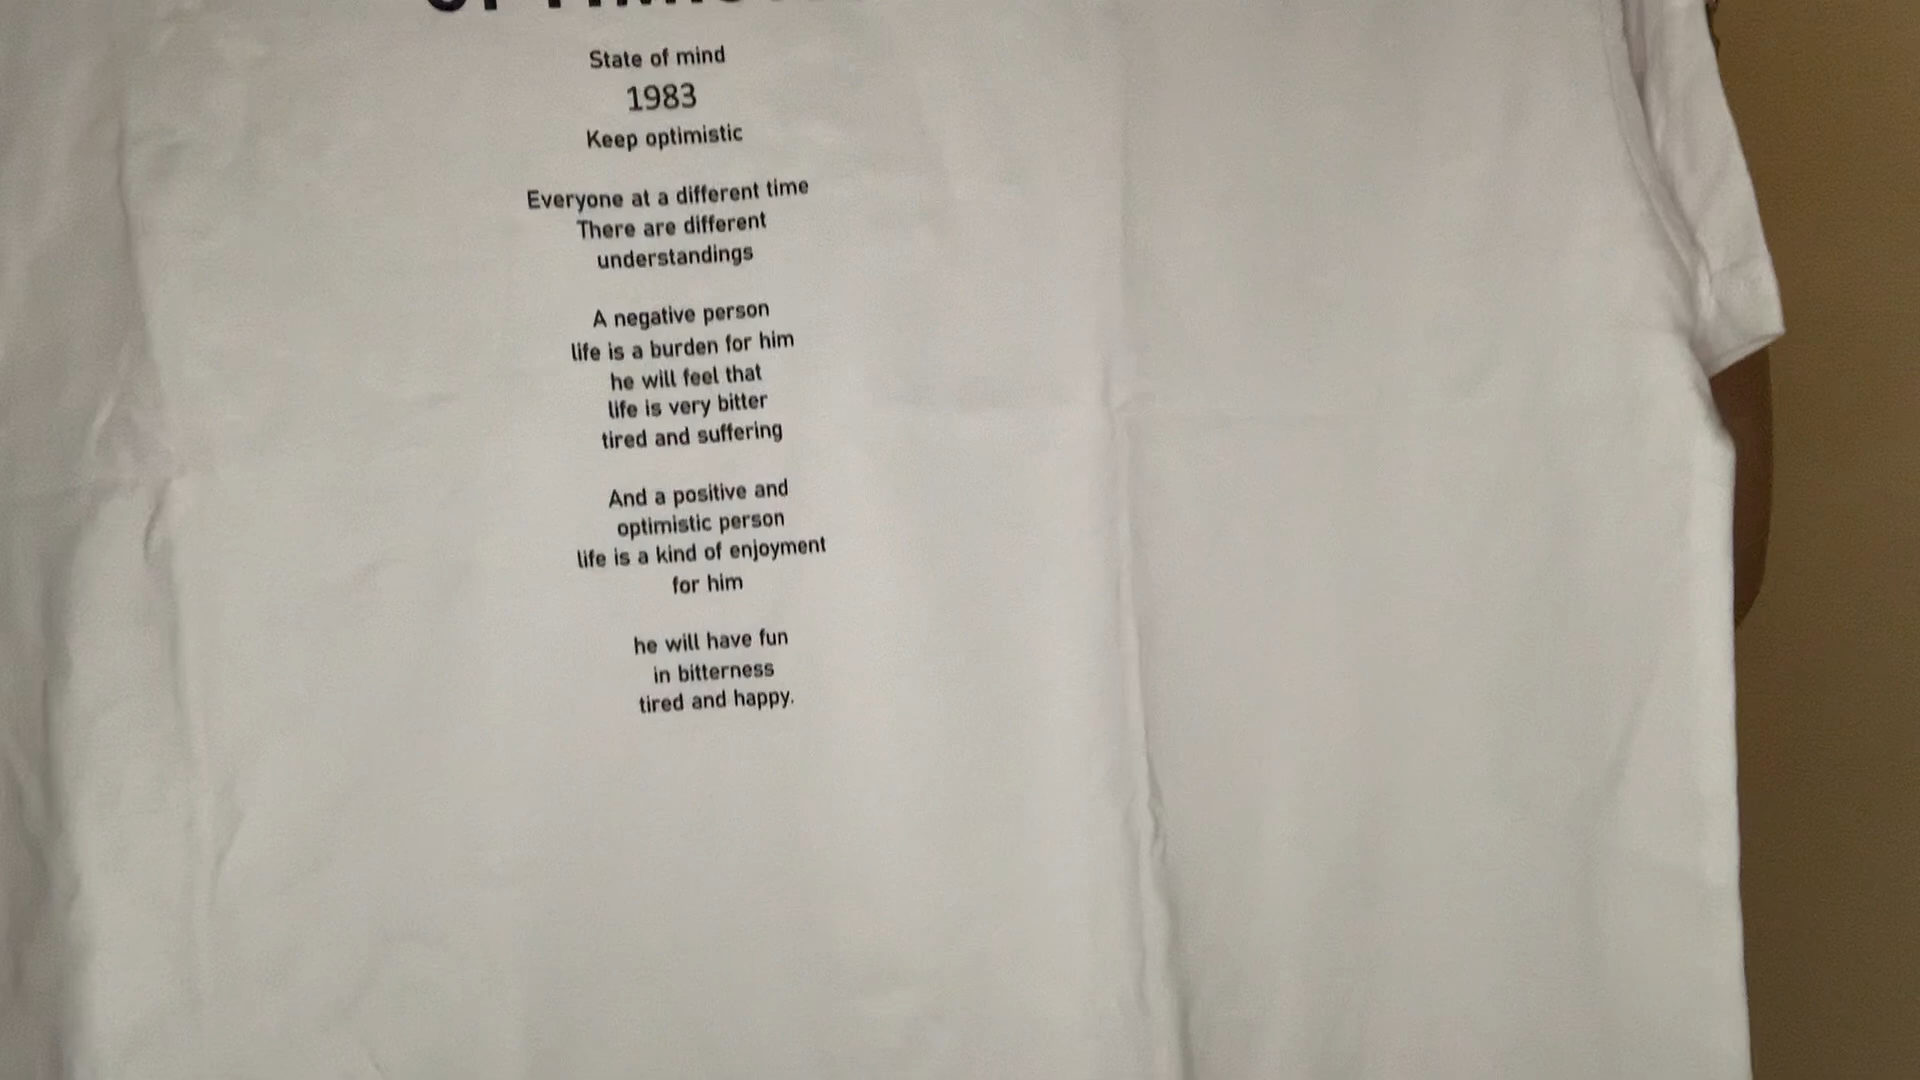 State of mind
1983
Keep optimistic
Everyone at a different time
There are different
understandings
A negative person
life is a burden for him
he will feel that
life is very bitter
tired and suffering
And a positive and
optimistic person
life is a kind of enjoyment
for him
he will have fun
in bitterness
tired and happy.